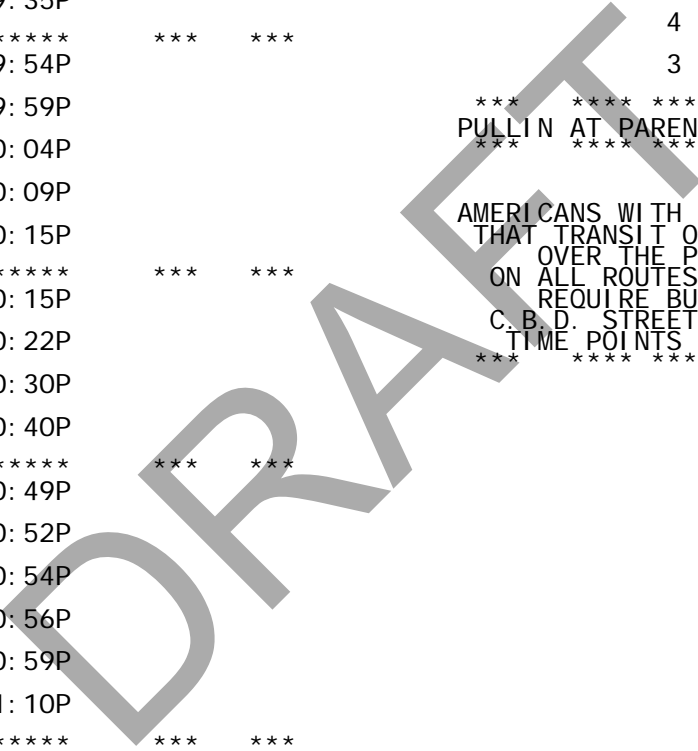 9:35P
***** *** ***
9:54P
9:59P
0:04P
0:09P
0:15P
***** *** ***
0:15P
0:22P
0:30P
0:40P
***** *** ***
0:49P
0:52P
0:54P
0:56P
0:59P
1:10P
***** *** ***
4
3
*** **** ***
PULLIN AT PAREN
*** **** ***
AMERICANS WITH
THAT TRANSIT O
OVER THE P
ON ALL ROUTES
REQUIRE BU
C.B.D. STREET
TIME POINTS
*** **** ***
DRAFT